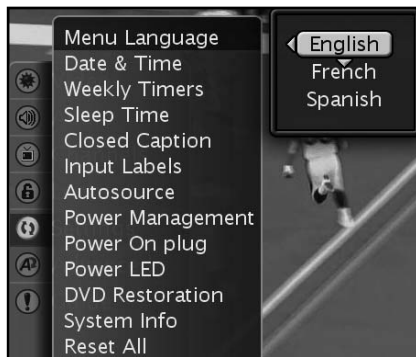 Menu Language
Date & Time
Weekly Timers
Sleep Time
Closed Caption
Input Labels
Autosource
Power Management
Power On plug
Power LED
DVD Restoration
System Info
Reset All
English
French
Spanish